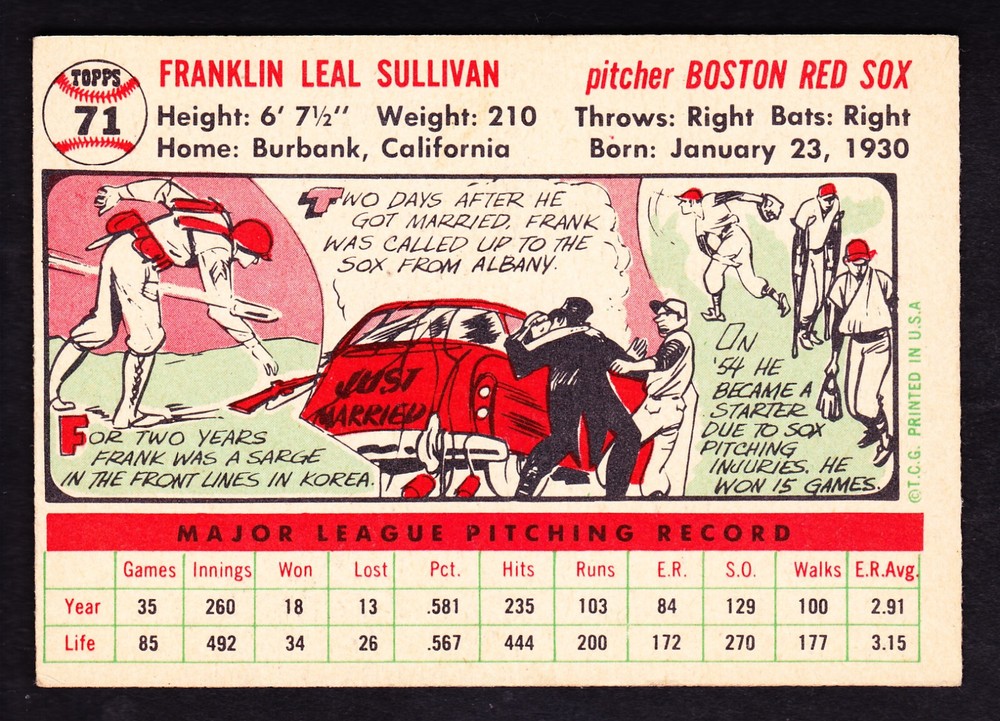 TOPPS
71
FRANKLIN LEAL SULLIVAN
pitcher BOSTON RED SOX
Height: 6' 7½" Weight: 210
Throws: Right Bats: Right
Home: Burbank, California
Born: January 23, 1930
FOR TWO YEARS
FRANK WAS A SARGE
IN THE FRONT LINES IN KOREA.
TWO DAYS AFTER HE
GOT MARRIED, FRANK
WAS CALLED UP TO THE
SOX FROM ALBANY.
JUST
MARRIED
IN
'54 HE
BECAME A
STARTER
DUE TO SOX
PITCHING
INJURIES. HE
WON 15 GAMES.
©T.C.G. PRINTED IN U.S.A
MAJOR LEAGUE PITCHING RECORD
Games Innings Won Lost Pct. Hits Runs E.R. S.O. Walks E.R.Avg.
Year 35 260 18 13 .581 235 103 84 129 100 2.91
Life 85 492 34 26 .567 444 200 172 270 177 3.15